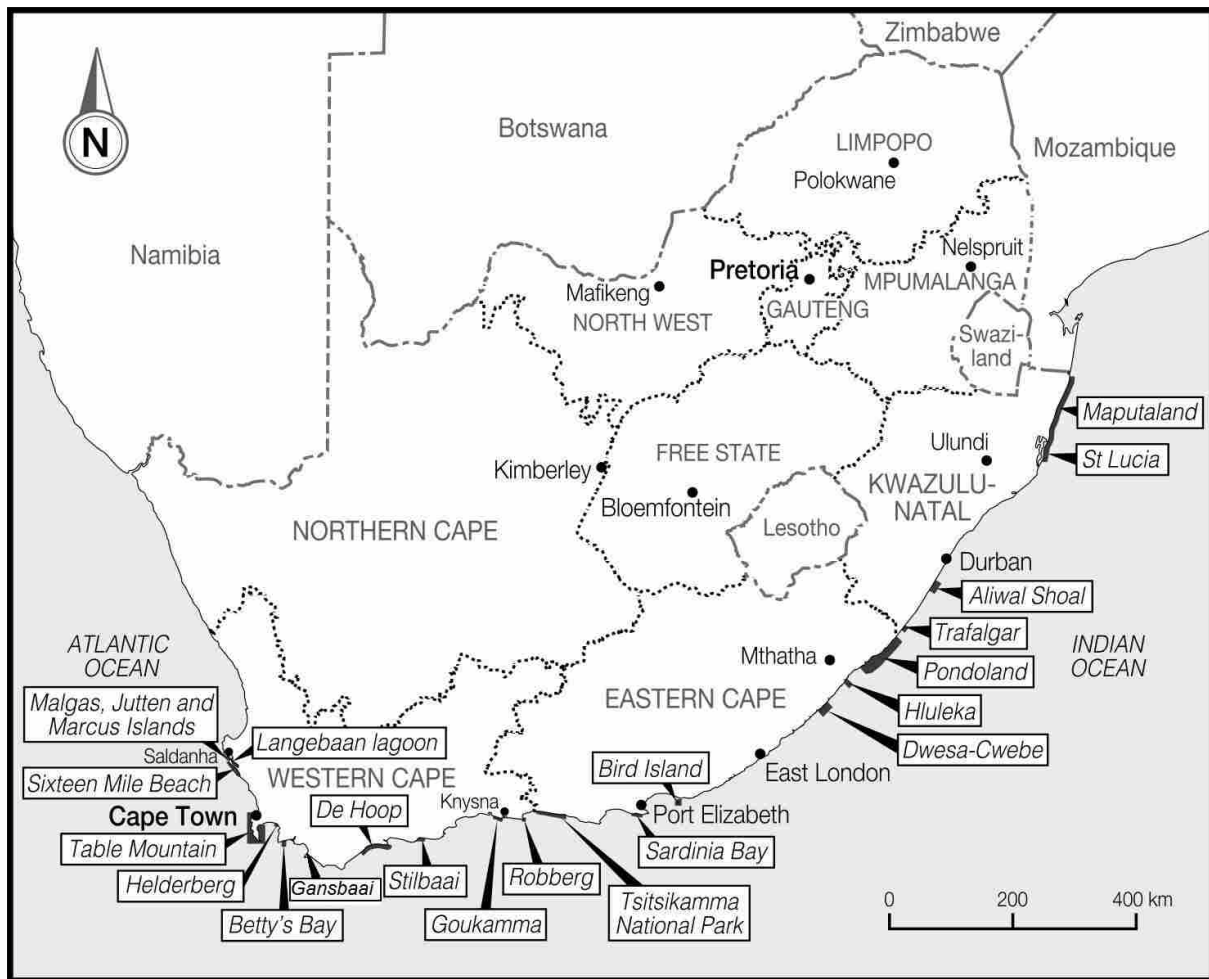 Zimbabwe
N
Botswana
LIMPOPO
Mozambique
Polokwane
Namibia
Nelspruit
Pretoria
MPUMALANGA
Mafikeng
GAUTENG
NORTH WEST
Swazi-
land
Maputaland
Ulundi
FREE STATE
St Lucia
Kimberley
KWAZULU-
NATAL
Bloemfontein
Lesotho
NORTHERN CAPE
Durban
Aliwal Shoal
Trafalgar
ATLANTIC
OCEAN
INDIAN
OCEAN
Mthatha
Pondoland
Malgas, Jutten and
Marcus Islands
EASTERN CAPE
Hluleka
Langebaan lagoon
Saldanha
Dwesa-Cwebe
Sixteen Mile Beach
WESTERN CAPE
Bird Island
East London
De Hoop
Knysna
Cape Town
Port Elizabeth
Table Mountain
Sardinia Bay
Helderberg
Gansbaai
Stilbaai
Robberg
Tsitsikamma
National Park
Betty's Bay
Goukamma
0 200 400 km